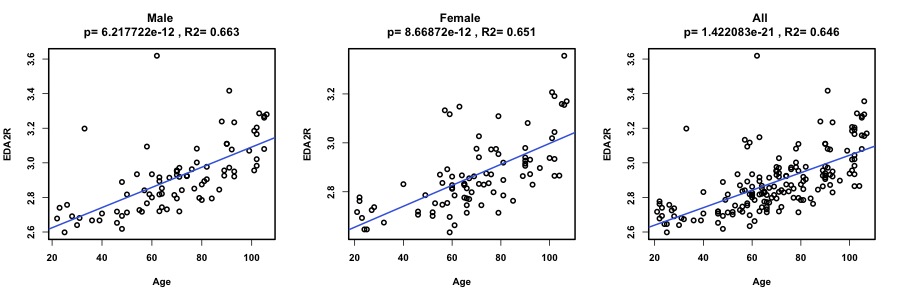 Male
p= 6.217722e-12 , R2= 0.663
EDA2R
3.6
3.4
3.2
3.0
2.8
2.6
20 40 60 80 100
Age
Female
p= 8.66872e-12 , R2= 0.651
EDA2R
3.2
3.0
2.8
20 40 60 80 100
Age
All
p= 1.422083e-21 , R2= 0.646
EDA2R
3.6
3.4
3.2
3.0
2.8
2.6
20 40 60 80 100
Age